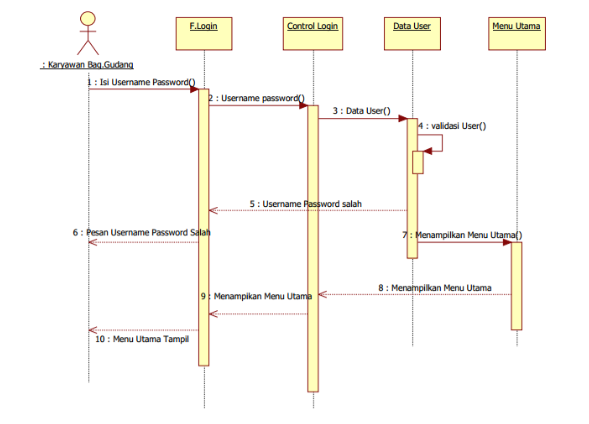 F.Login
Control Login
Data User
Menu Utama
: Karyawan Bag.Gudang
1 : Isi Username Password()
2 : Username password()
3 : Data User()
4 : validasi User()
5 : Username Password salah
6 : Pesan Username Password Salah
7 : Menampilkan Menu Utama()
8 : Menampilkan Menu Utama
9 : Menampikan Menu Utama
10 : Menu Utama Tampil